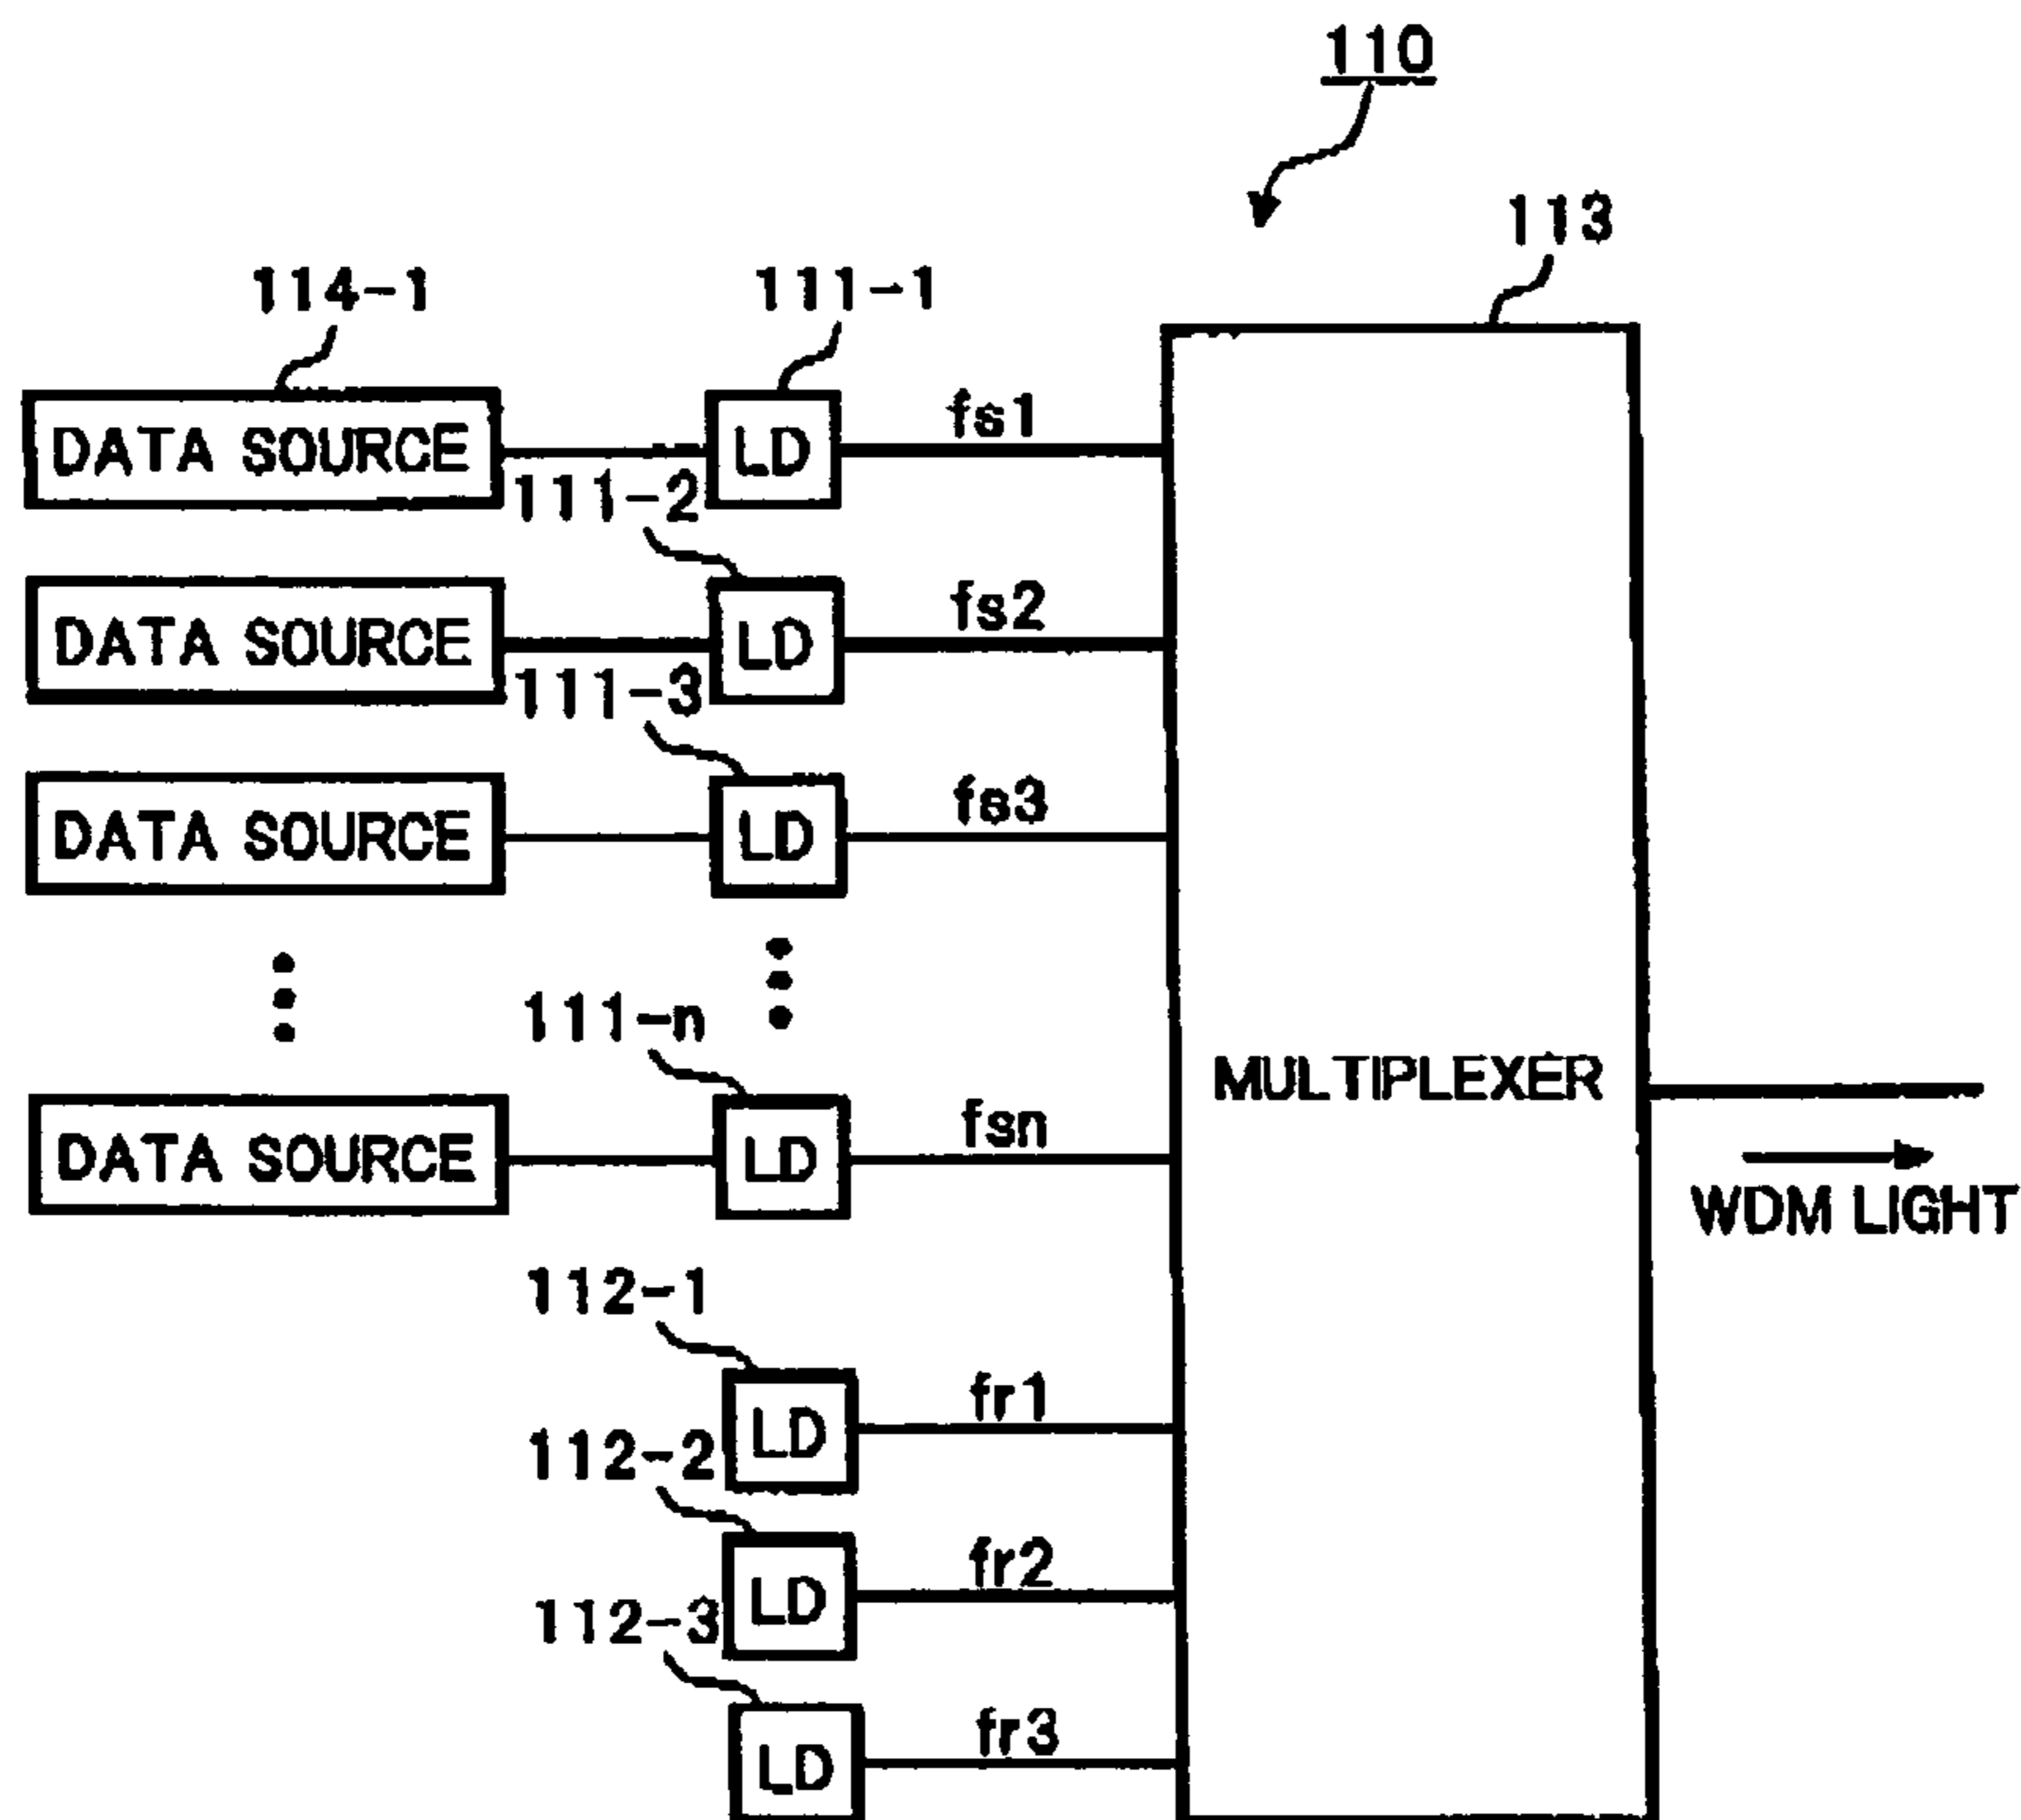 110
113
114-1
111-1
DATA SOURCE
LD
fs1
111-2
DATA SOURCE
LD
fs2
111-3
DATA SOURCE
LD
fs3
111-n
DATA SOURCE
LD
fsn
MULTIPLEXER
WDM LIGHT
112-1
LD
fr1
112-2
LD
fr2
112-3
LD
fr3